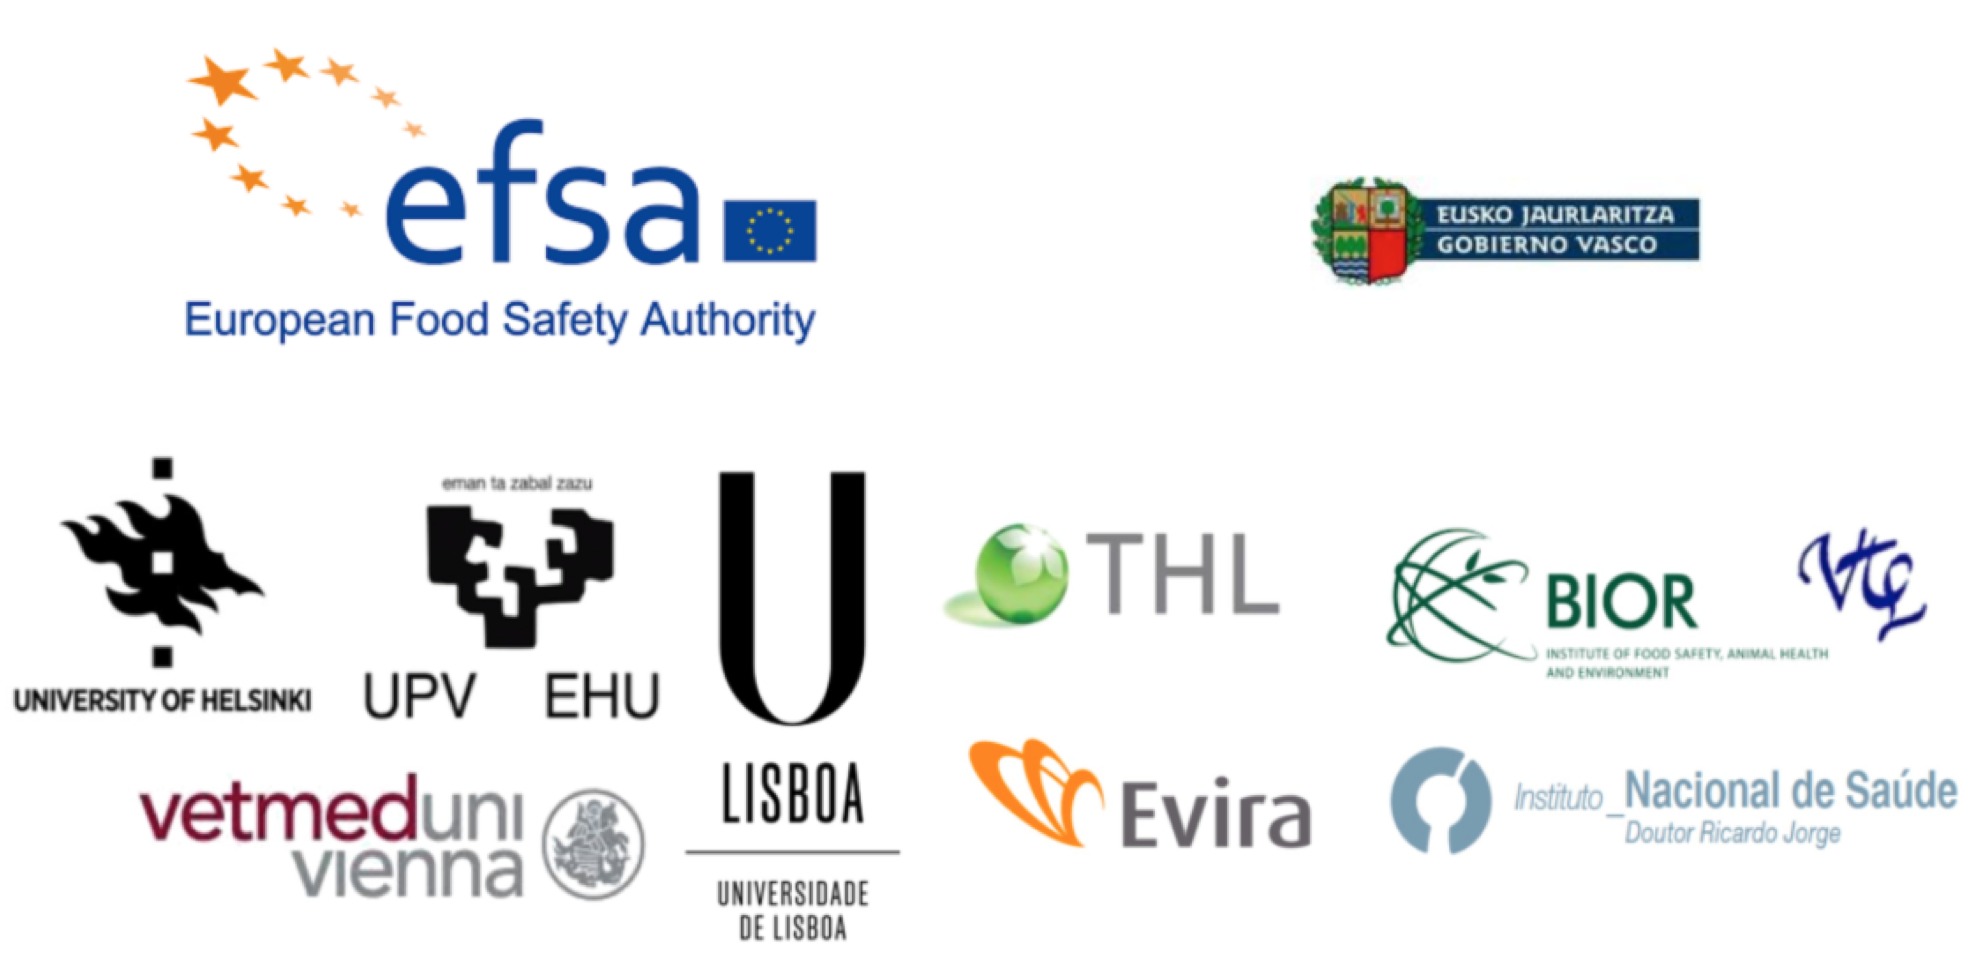 efsa
European Food Safety Authority
EUSKO JAURLARITZA
GOBIERNO VASCO
UNIVERSITY OF HELSINKI
eman ta zabal zazu
UPV EHU
LISBOA
UNIVERSIDADE
DE LISBOA
THL
BIOR
INSTITUTE OF FOOD SAFETY, ANIMAL HEALTH
AND ENVIRONMENT
vetmeduni
vienna
Evira
Instituto_Nacional de Saúde
Doutor Ricardo Jorge